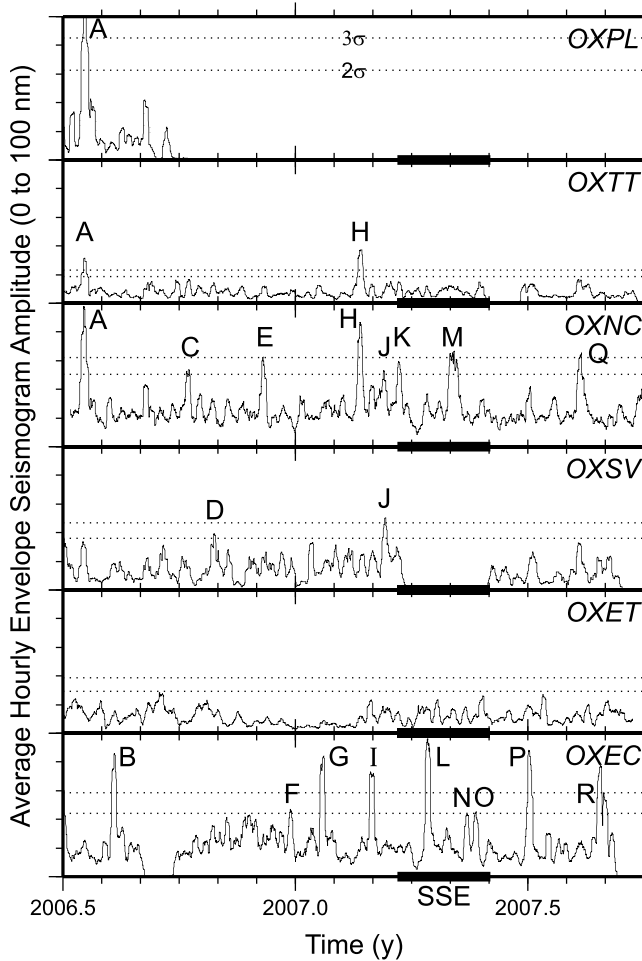 Average Hourly Envelope Seismogram Amplitude (0 to 100 nm)
A
3σ
2σ
OXPL
A
H
OXTT
A
C
E
H
J
K
M
Q
OXNC
D
J
OXSV
OXET
B
F
G
I
L
N
O
P
R
OXEC
SSE
2006.5 2007.0 2007.5
Time (y)